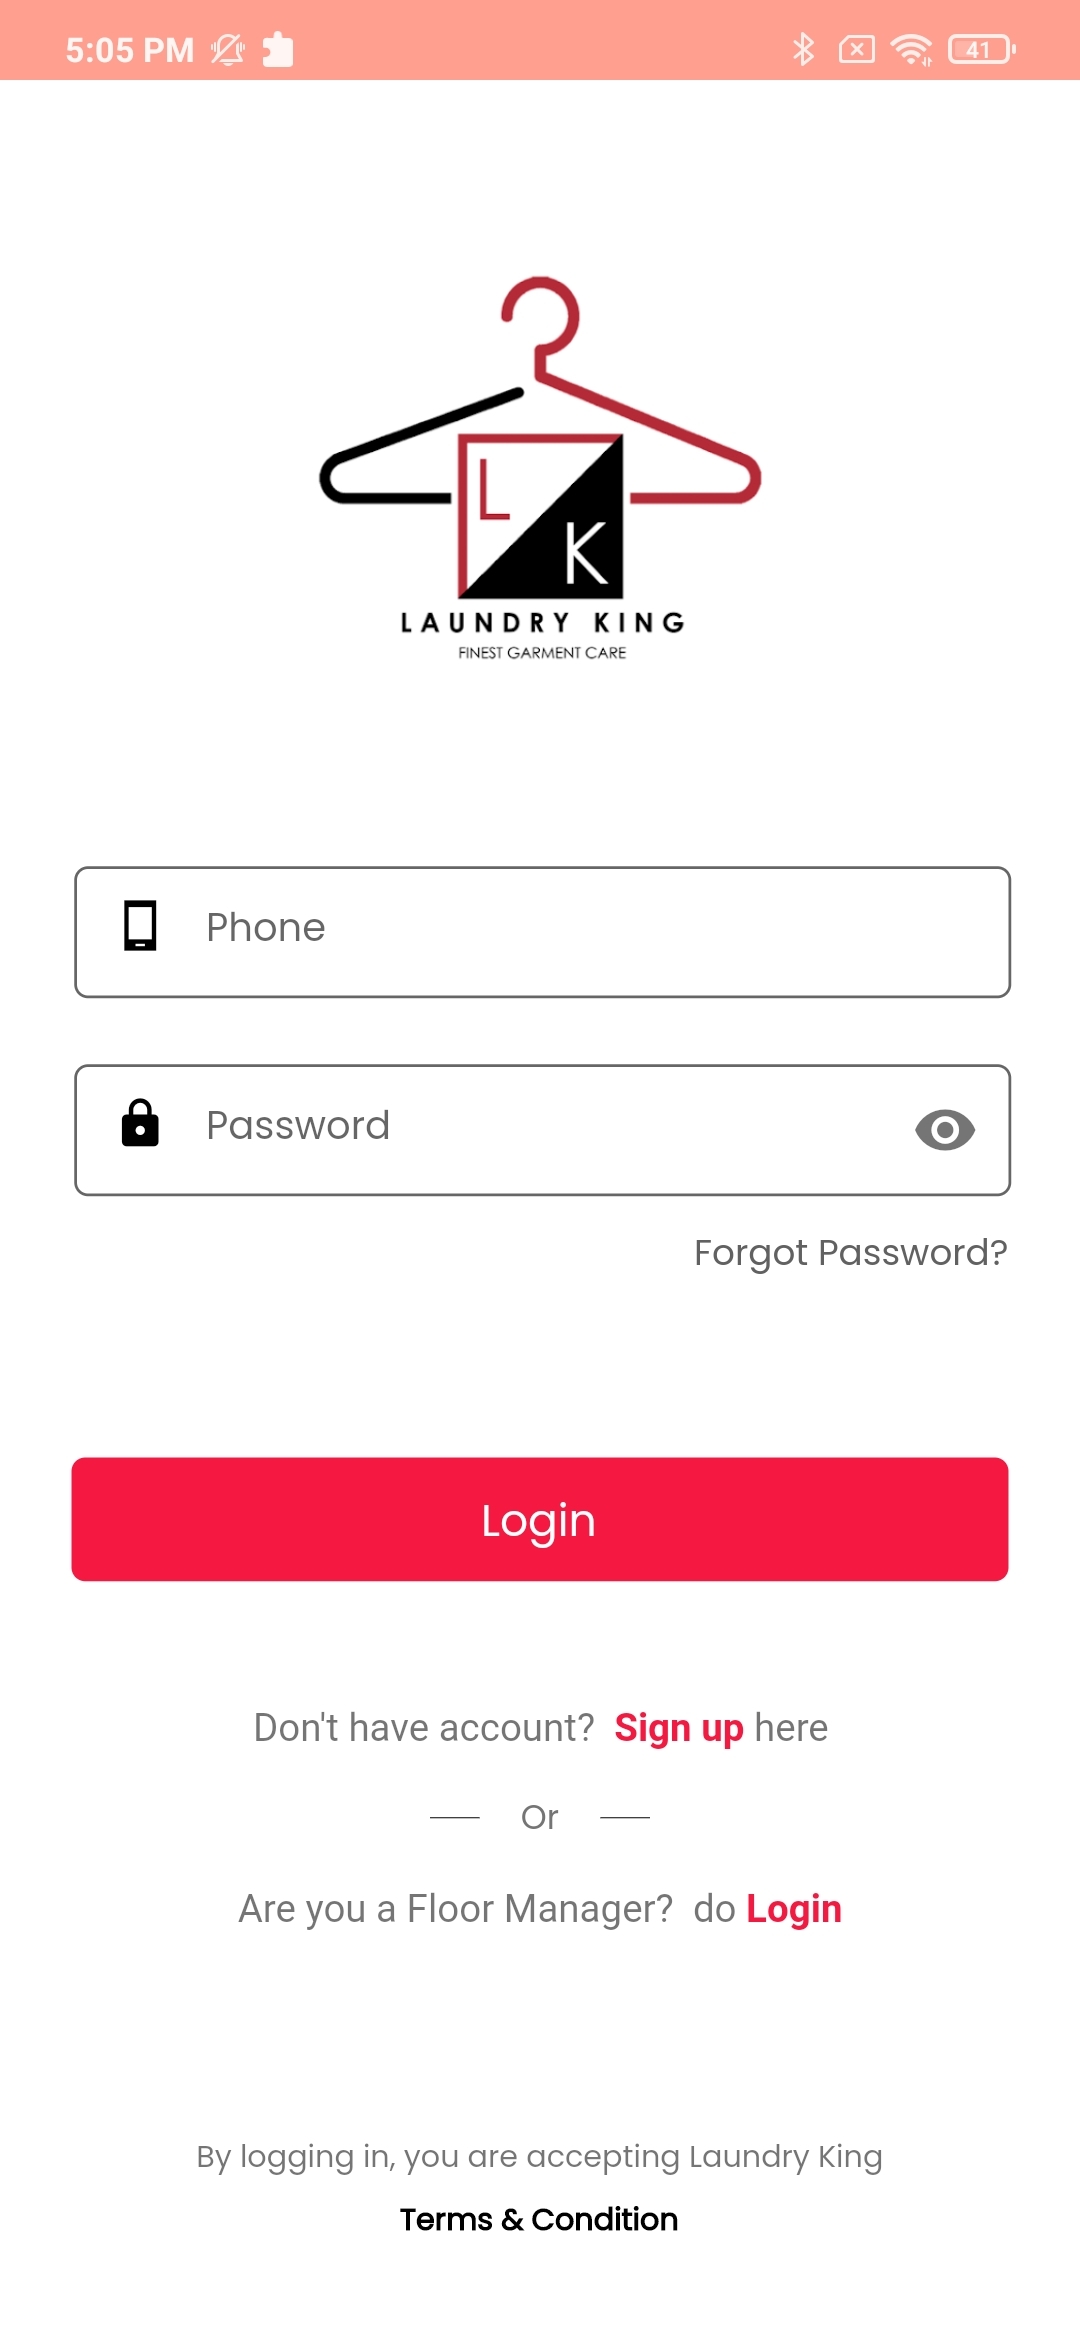 5:05 PM 41
L
K
LAUNDRY KING
FINEST GARMENT CARE
Phone
Password
Forgot Password?
Login
Don't have account? Sign up here
Or
Are you a Floor Manager? do Login
By logging in, you are accepting Laundry King
Terms & Condition